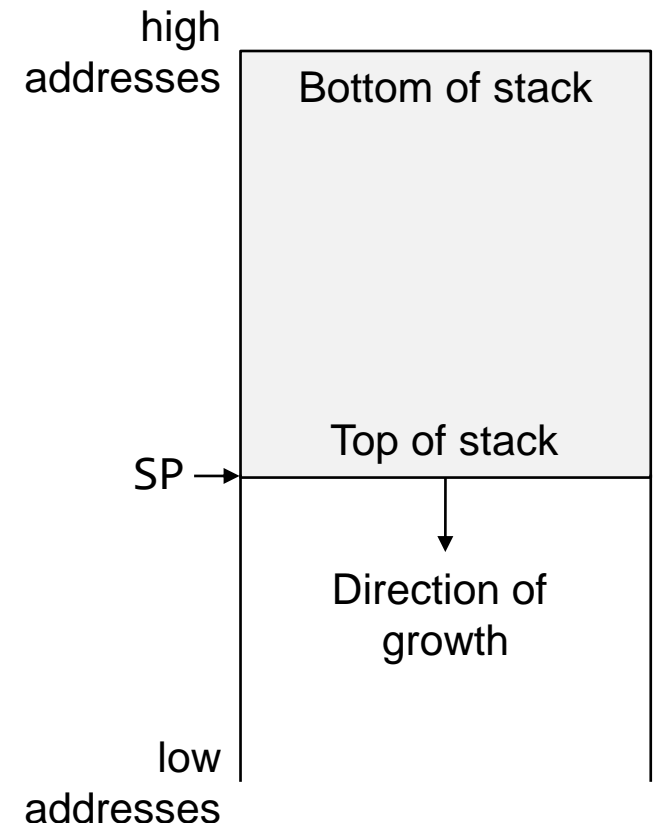 high
addresses
Bottom of stack
Top of stack
SP
Direction of
growth
low
addresses